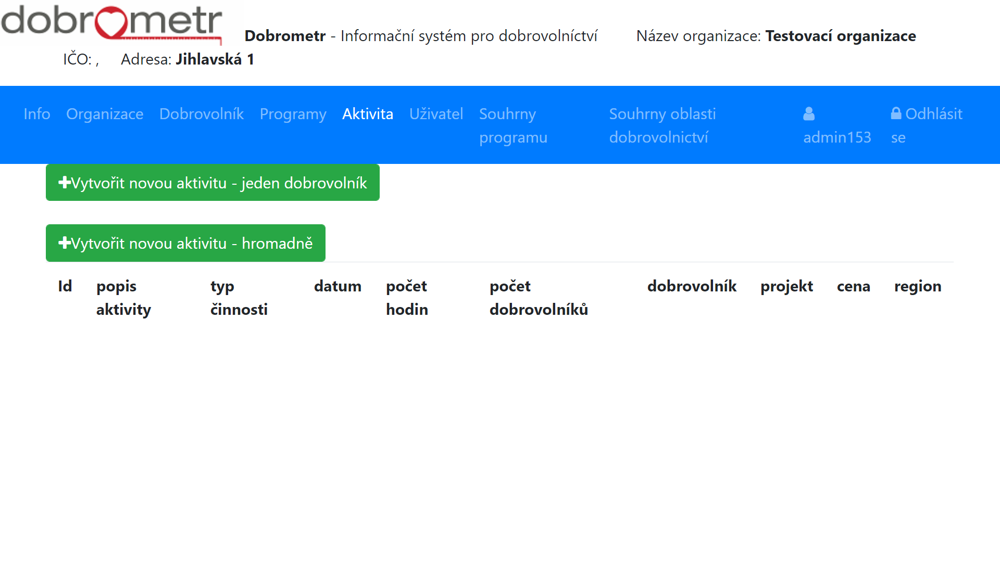 dobrometr
Dobrometr - Informační systém pro dobrovolníctví Název organizace: Testovací organizace
IČO: , Adresa: Jihlavská 1
Info Organizace Dobrovolník Programy Aktivita Uživatel Souhrny programu Souhrny oblasti dobrovolnictví admin153 Odhlásit se
Vytvořit novou aktivitu - jeden dobrovolník
Vytvořit novou aktivitu - hromadně
Id popis aktivity typ činnosti datum počet hodin počet dobrovolníků dobrovolník projekt cena region